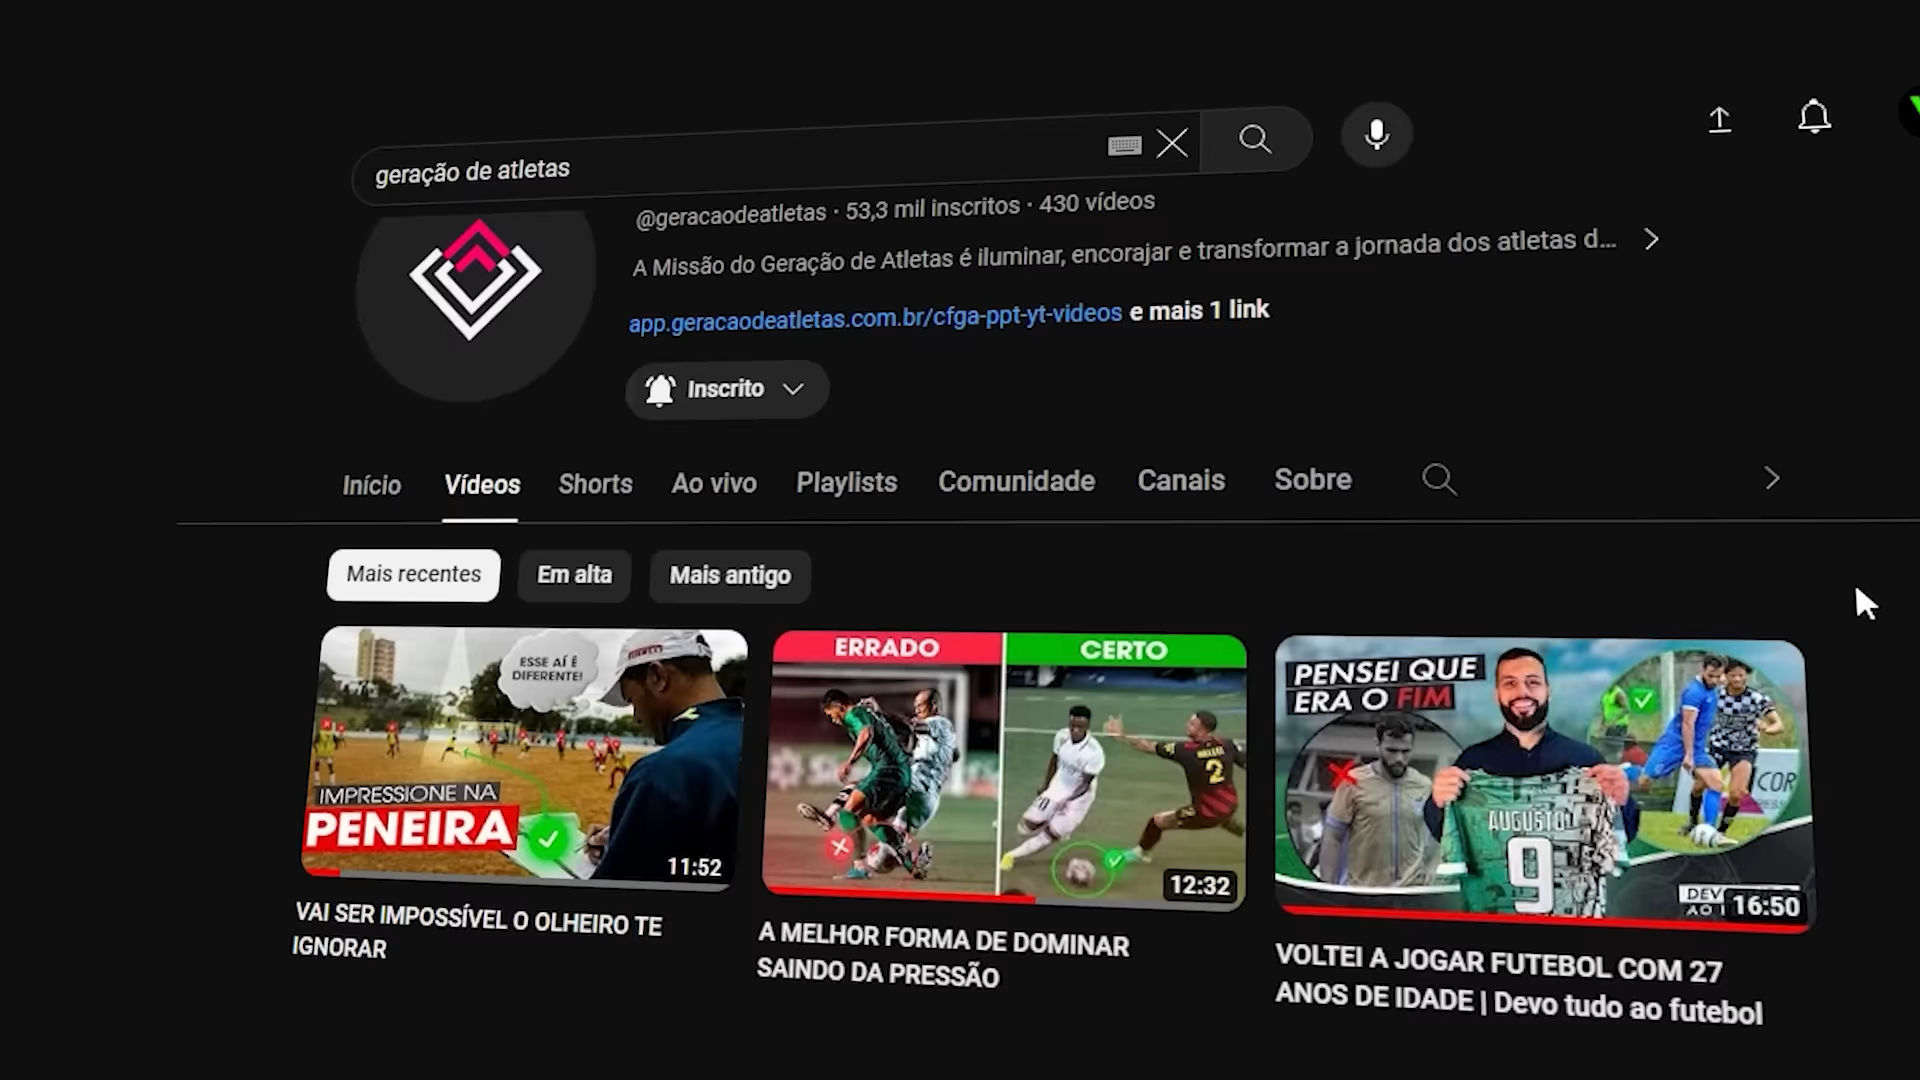 geração de atletas
@geracaodeatletas · 53,3 mil inscritos · 430 vídeos
A Missão do Geração de Atletas é iluminar, encorajar e transformar a jornada dos atletas d...
app.geracaodeatletas.com.br/cfga-ppt-yt-videos e mais 1 link
Inscrito
Início Vídeos Shorts Ao vivo Playlists Comunidade Canais Sobre
Mais recentes Em alta Mais antigo
ESSE AÍ É
DIFERENTE!
IMPRESSIONE NA
PENEIRA
11:52
VAI SER IMPOSSÍVEL O OLHEIRO TE
IGNORAR
ERRADO CERTO
2
12:32
A MELHOR FORMA DE DOMINAR
SAINDO DA PRESSÃO
PENSEI QUE
ERA O FIM
COR
AUGUSTO
9
DEV
AO
16:50
VOLTEI A JOGAR FUTEBOL COM 27
ANOS DE IDADE | Devo tudo ao futebol